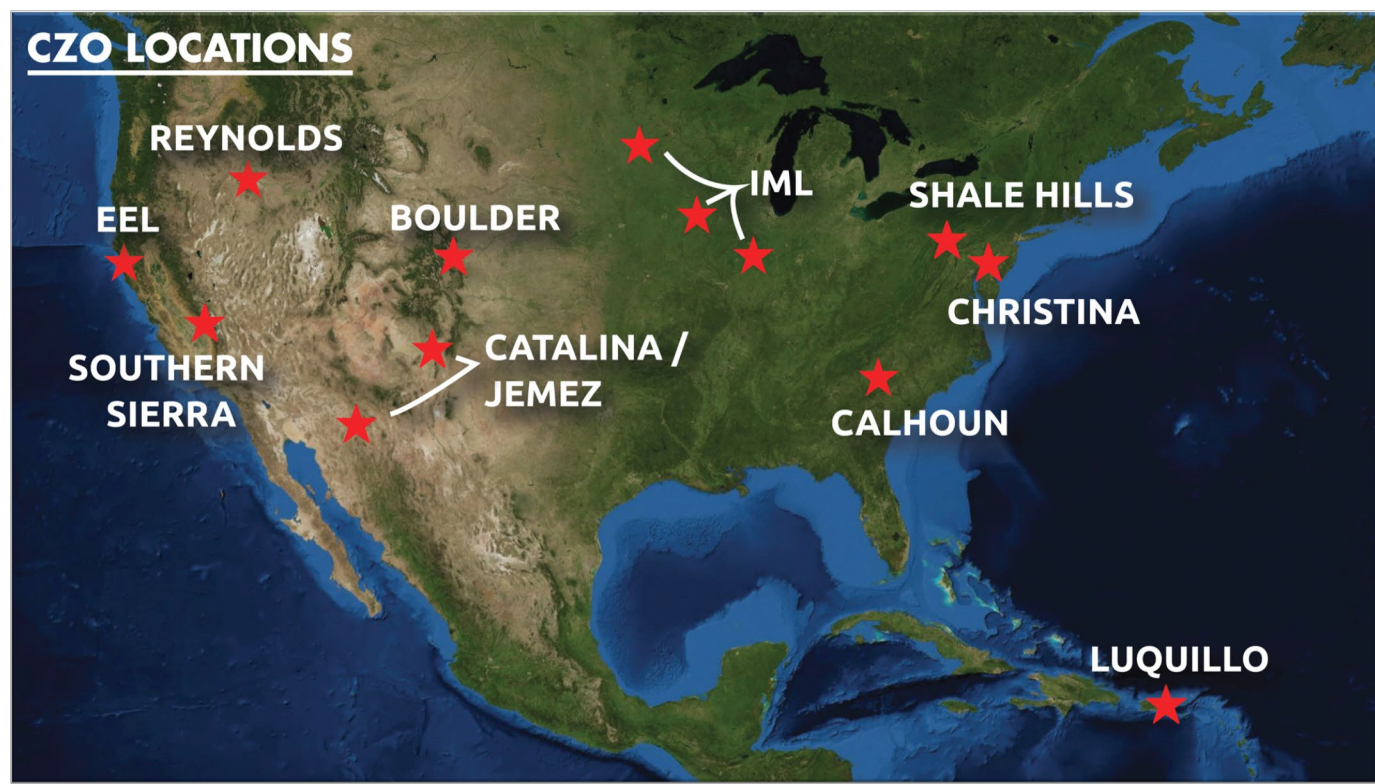 CZO LOCATIONS
REYNOLDS
IML
SHALE HILLS
EEL
BOULDER
CHRISTINA
CATALINA /
JEMEZ
SOUTHERN
SIERRA
CALHOUN
LUQUILLO